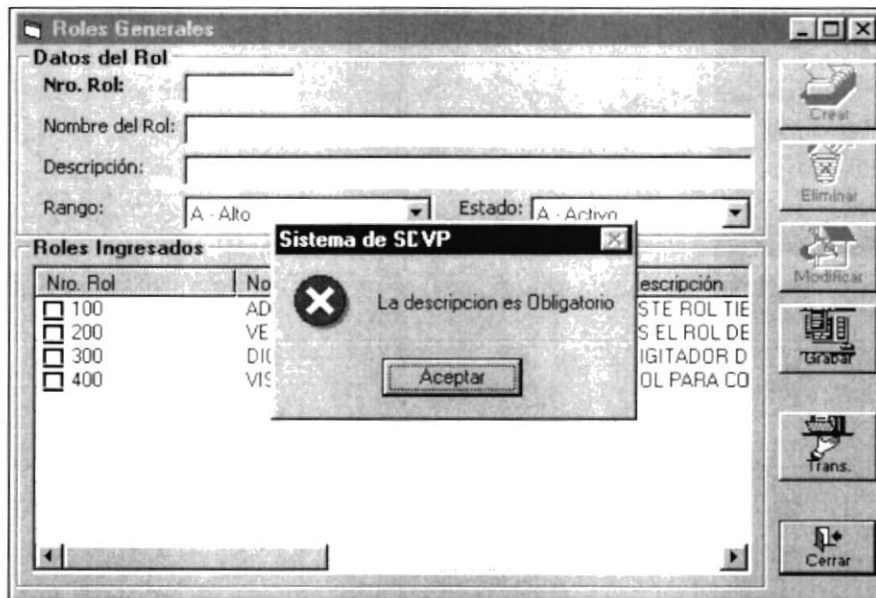 Roles Generales
Datos del Rol
Nro. Rol:
Nombre del Rol:
Descripción:
Rango:
A - Alto
Estado:
A - Activo
Roles Ingresados
Nro. Rol No escripción
100 AD STE ROL TIE
200 VE S EL ROL DE
300 DIG IGITADOR D
400 VIS OL PARA CO
Sistema de SDVP
La descripcion es Obligatorio
Aceptar
Crear
Eliminar
Modificar
Grabar
Trans.
Cerrar